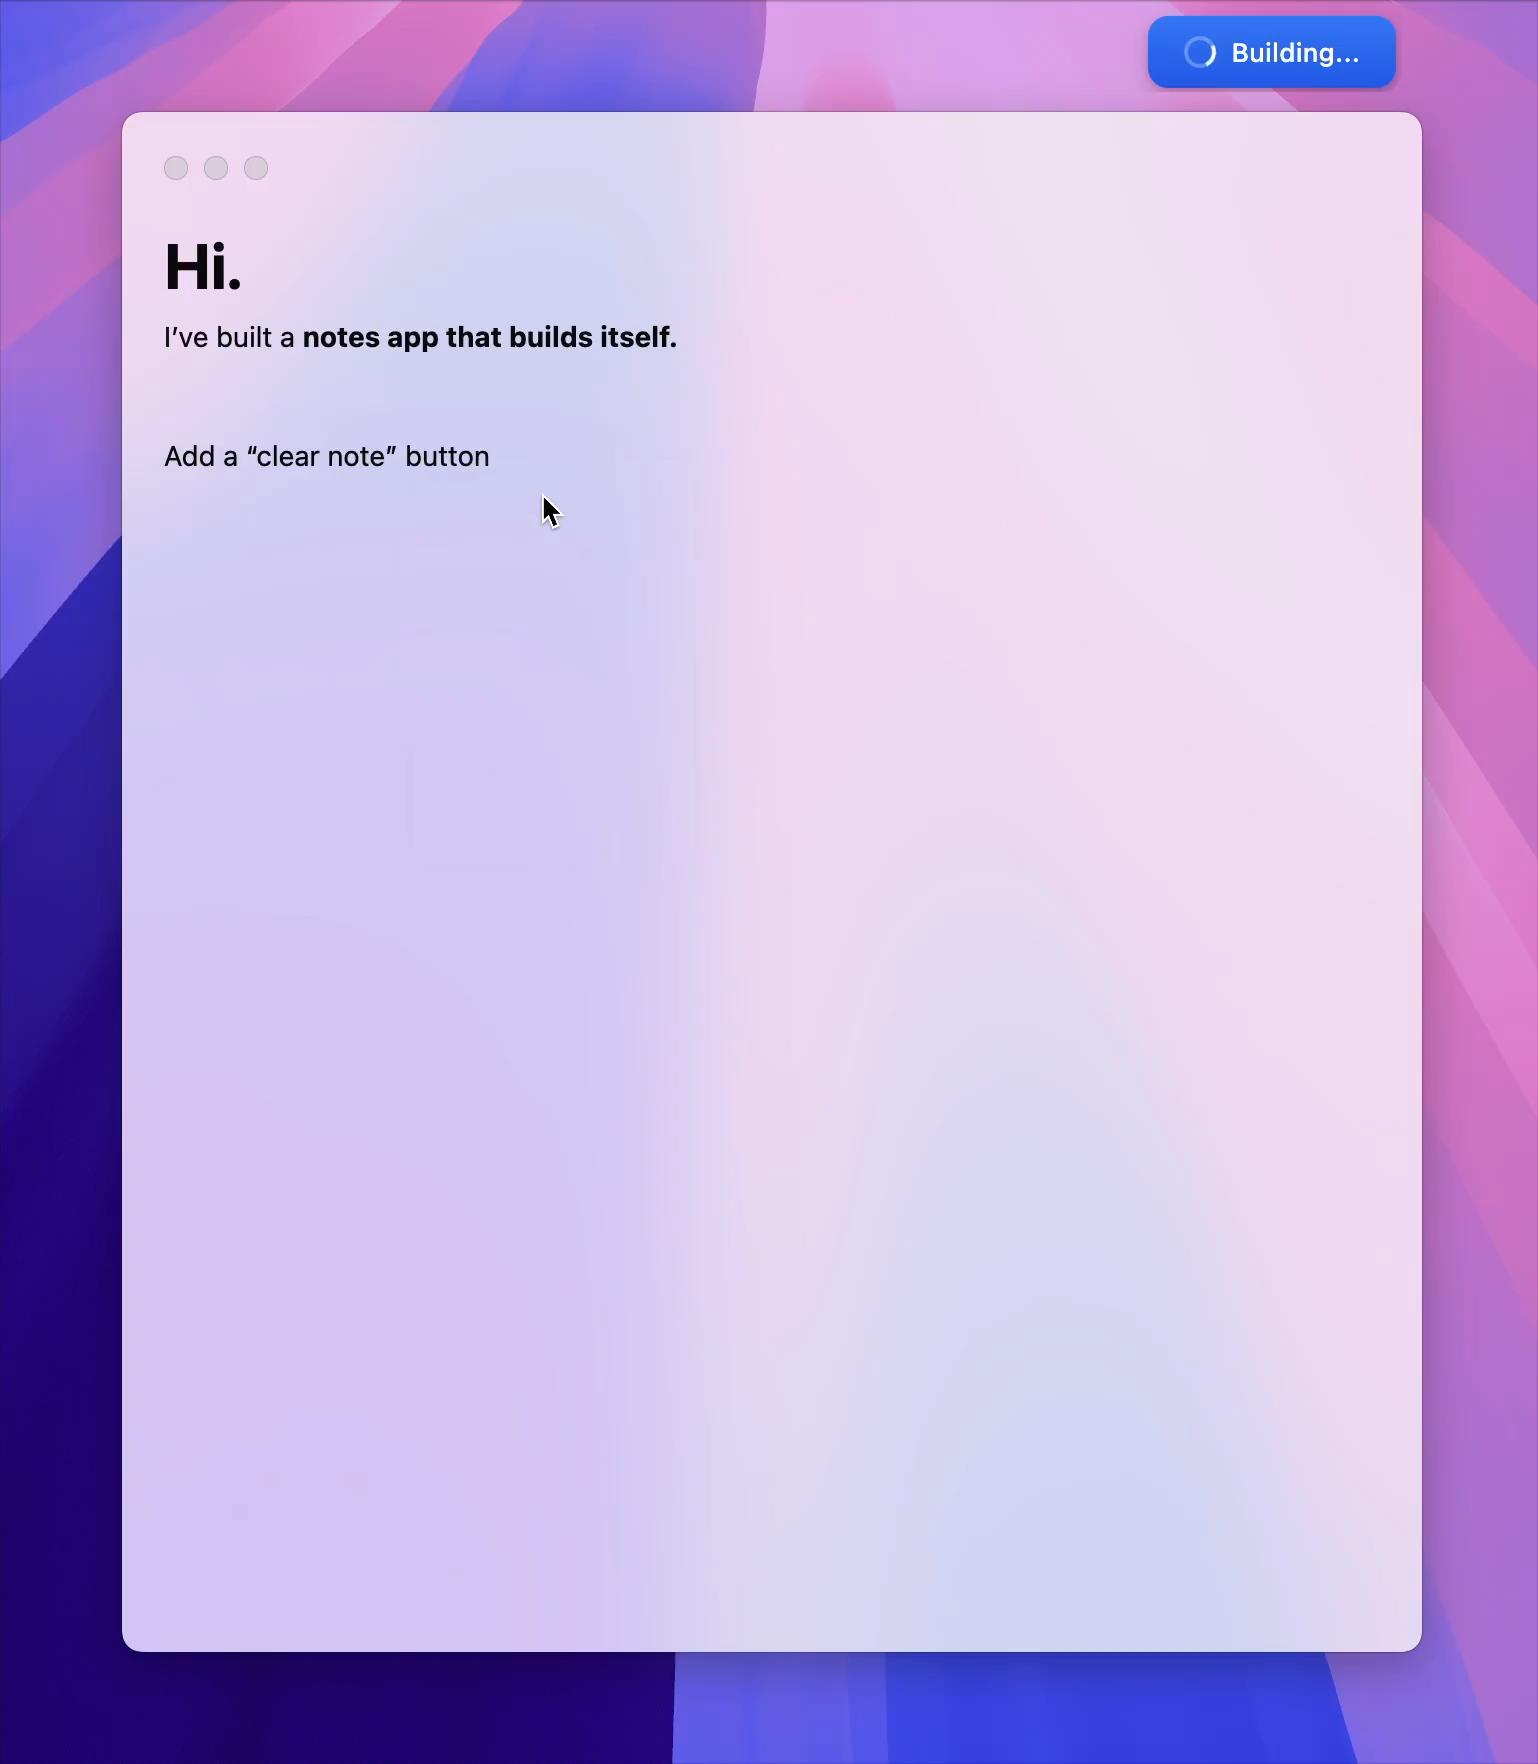 Building...
Hi.
I’ve built a notes app that builds itself.
Add a “clear note” button